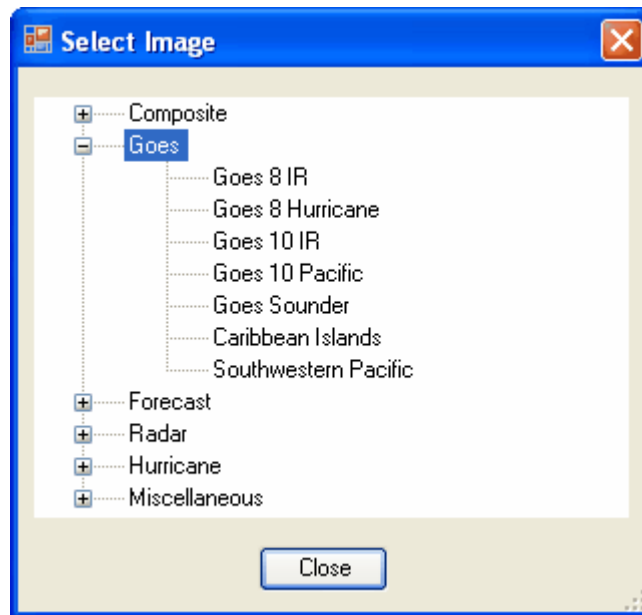 Select Image
Composite
Goes
Goes 8 IR
Goes 8 Hurricane
Goes 10 IR
Goes 10 Pacific
Goes Sounder
Caribbean Islands
Southwestern Pacific
Forecast
Radar
Hurricane
Miscellaneous
Close